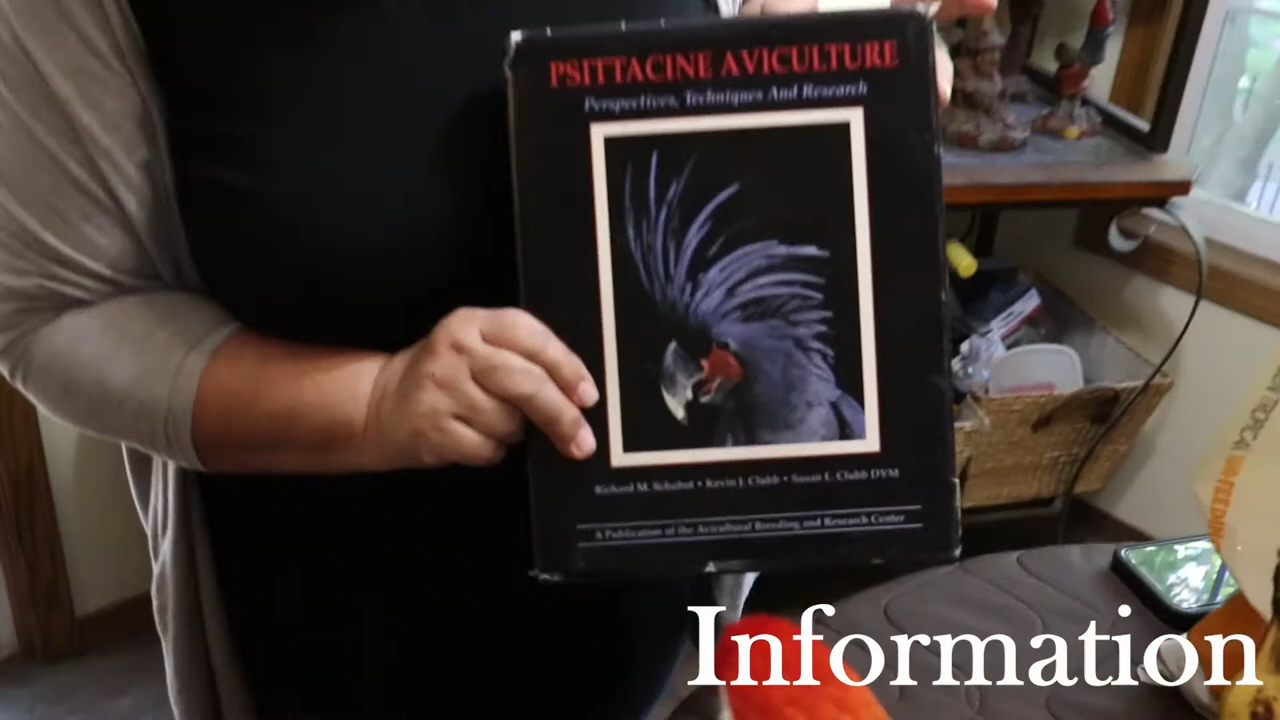 PSITTACINE AVICULTURE
Perspectives, Techniques And Research
Richard M. Schubot • Kevin J. Clubb • Susan L. Clubb DVM
A Publication of the Avicultural Breeding and Research Center
TROPICAL
Information